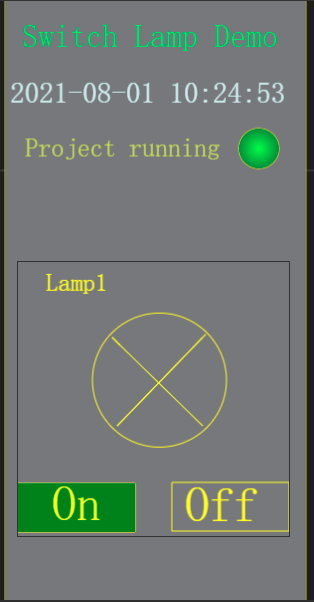 Switch Lamp Demo
2021-08-01 10:24:53
Project running
Lamp1
On Off